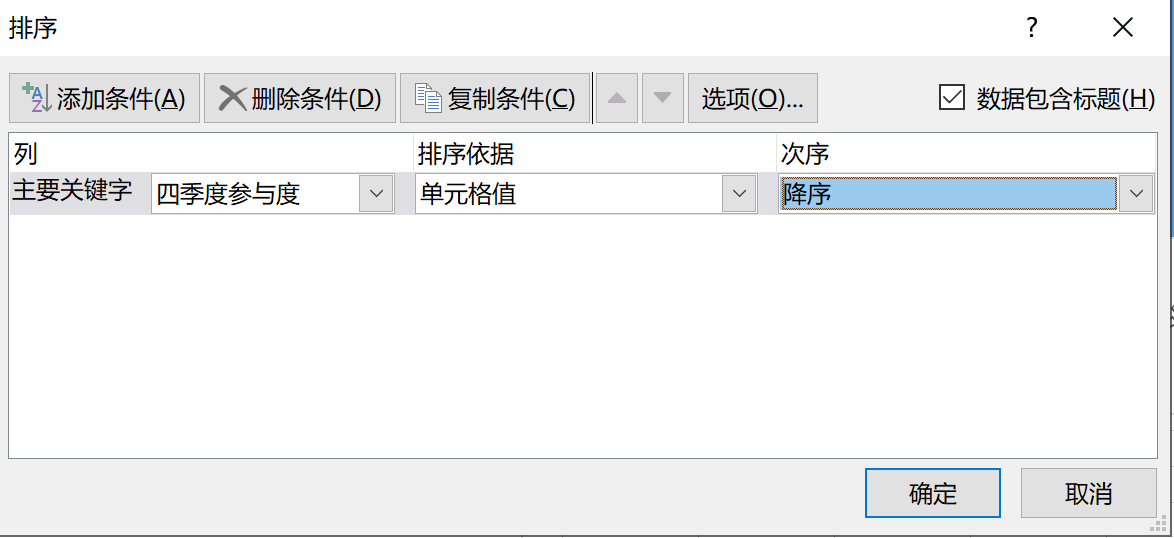 排序
添加条件(A) 删除条件(D) 复制条件(C) 选项(O)... 数据包含标题(H)
列 排序依据 次序
主要关键字 四季度参与度 单元格值 降序
确定 取消